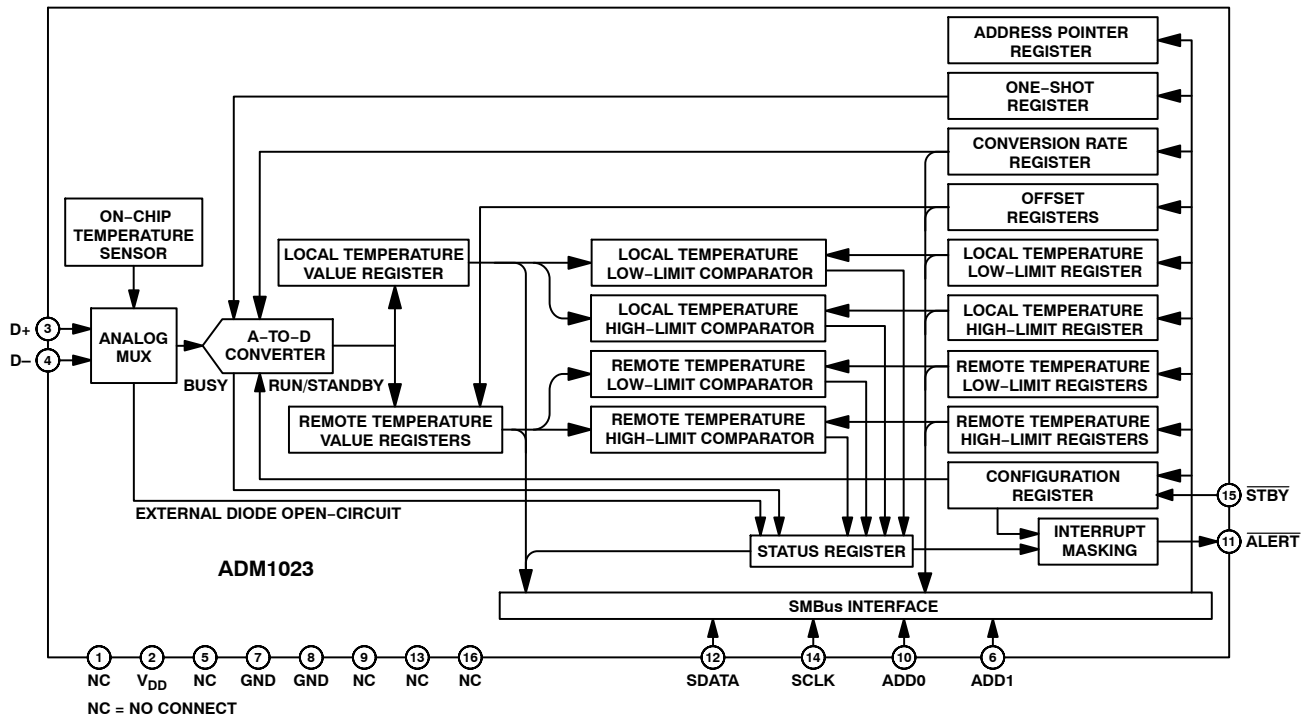 ADDRESS POINTER
REGISTER
ONE–SHOT
REGISTER
CONVERSION RATE
REGISTER
OFFSET
REGISTERS
ON–CHIP
TEMPERATURE
SENSOR
LOCAL TEMPERATURE
VALUE REGISTER
LOCAL TEMPERATURE
LOW–LIMIT COMPARATOR
LOCAL TEMPERATURE
LOW–LIMIT REGISTER
D+ 3
D– 4
ANALOG
MUX
A–TO–D
CONVERTER
LOCAL TEMPERATURE
HIGH–LIMIT COMPARATOR
LOCAL TEMPERATURE
HIGH–LIMIT REGISTER
BUSY
RUN/STANDBY
REMOTE TEMPERATURE
LOW–LIMIT COMPARATOR
REMOTE TEMPERATURE
LOW–LIMIT REGISTERS
REMOTE TEMPERATURE
VALUE REGISTERS
REMOTE TEMPERATURE
HIGH–LIMIT COMPARATOR
REMOTE TEMPERATURE
HIGH–LIMIT REGISTERS
CONFIGURATION
REGISTER
15 STBY
EXTERNAL DIODE OPEN–CIRCUIT
STATUS REGISTER
INTERRUPT
MASKING
11 ALERT
ADM1023
SMBus INTERFACE
1 2 5 7 8 9 13 16 12 14 10 6
NC VDD NC GND GND NC NC NC SDATA SCLK ADD0 ADD1
NC = NO CONNECT